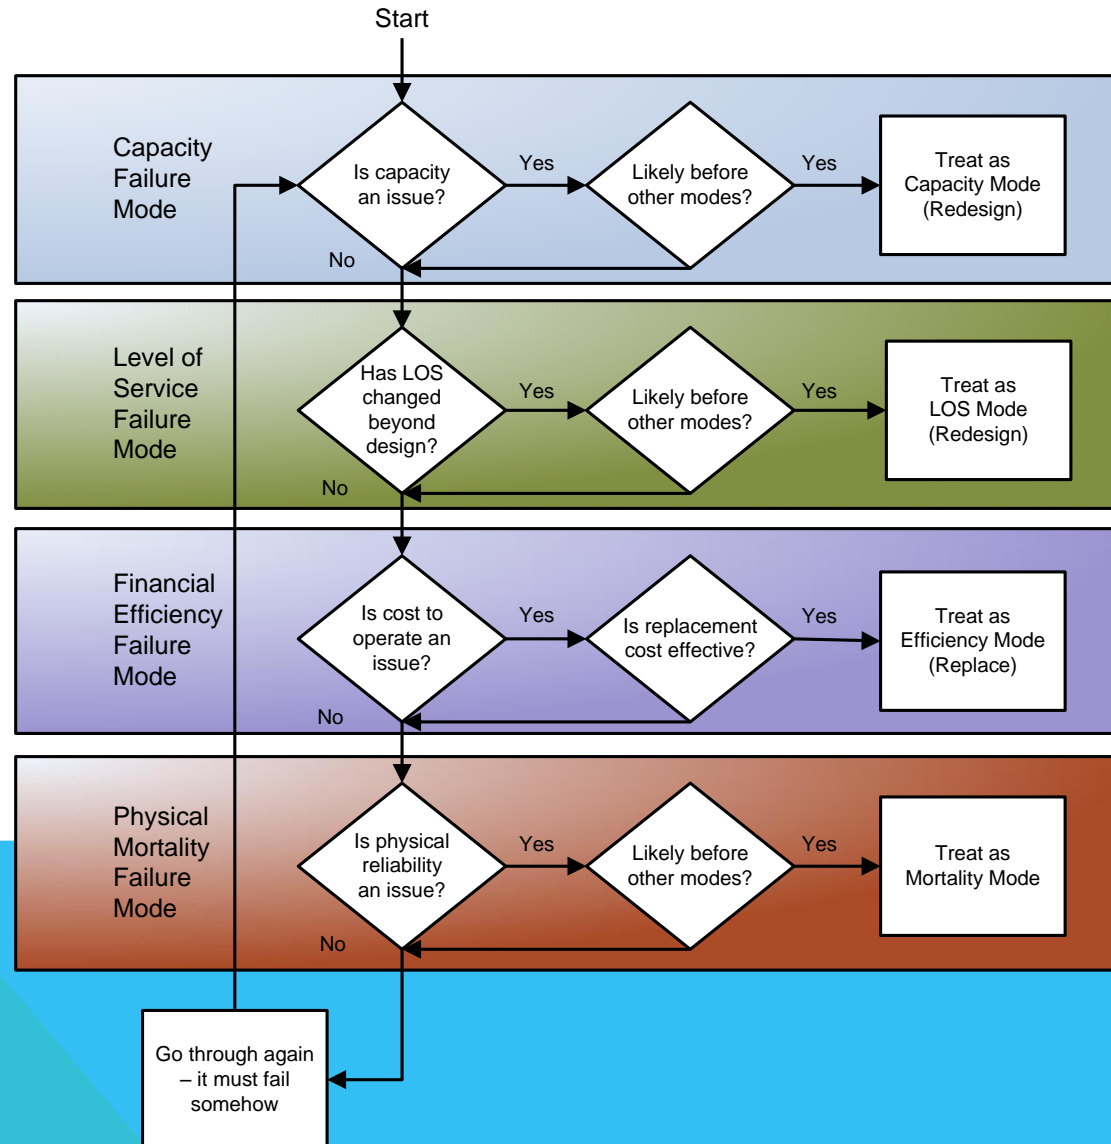 Start
Capacity
Failure
Mode
Is capacity
an issue?
Yes
Likely before
other modes?
Yes
Treat as
Capacity Mode
(Redesign)
No
Level of
Service
Failure
Mode
Has LOS
changed
beyond
design?
Yes
Likely before
other modes?
Yes
Treat as
LOS Mode
(Redesign)
No
Financial
Efficiency
Failure
Mode
Is cost to
operate an
issue?
Yes
Is replacement
cost effective?
Yes
Treat as
Efficiency Mode
(Replace)
No
Physical
Mortality
Failure
Mode
Is physical
reliability
an issue?
Yes
Likely before
other modes?
Yes
Treat as
Mortality Mode
No
Go through again
– it must fail
somehow